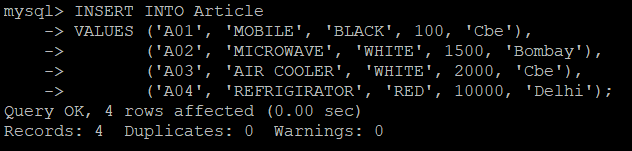 mysql> INSERT INTO Article
    -> VALUES ('A01', 'MOBILE', 'BLACK', 100, 'Cbe'),
    ->        ('A02', 'MICROWAVE', 'WHITE', 1500, 'Bombay'),
    ->        ('A03', 'AIR COOLER', 'WHITE', 2000, 'Cbe'),
    ->        ('A04', 'REFRIGIRATOR', 'RED', 10000, 'Delhi');
Query OK, 4 rows affected (0.00 sec)
Records: 4  Duplicates: 0  Warnings: 0